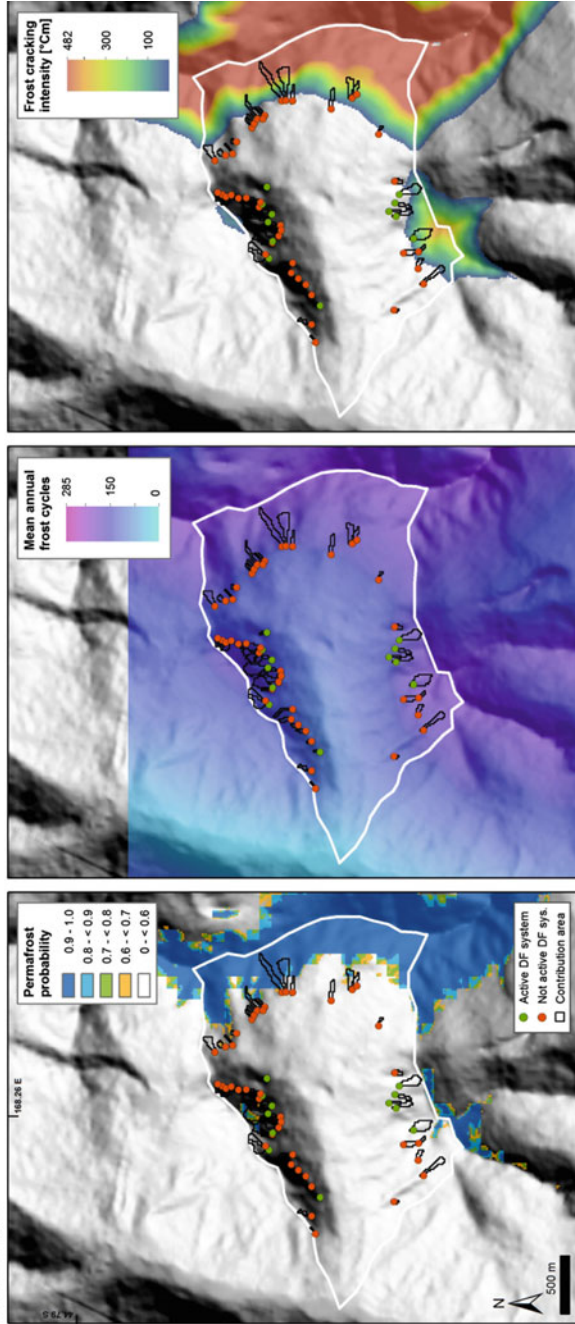 Permafrost
probability
0.9 - 1.0
0.8 - <0.9
0.7 - <0.8
0.6 - <0.7
0 - <0.6
168.26 E
44.79 S
N
500 m
Active DF system
Not active DF sys.
Contribution area
Mean annual
frost cycles
285
150
0
Frost cracking
intensity [°Cm]
482
300
100